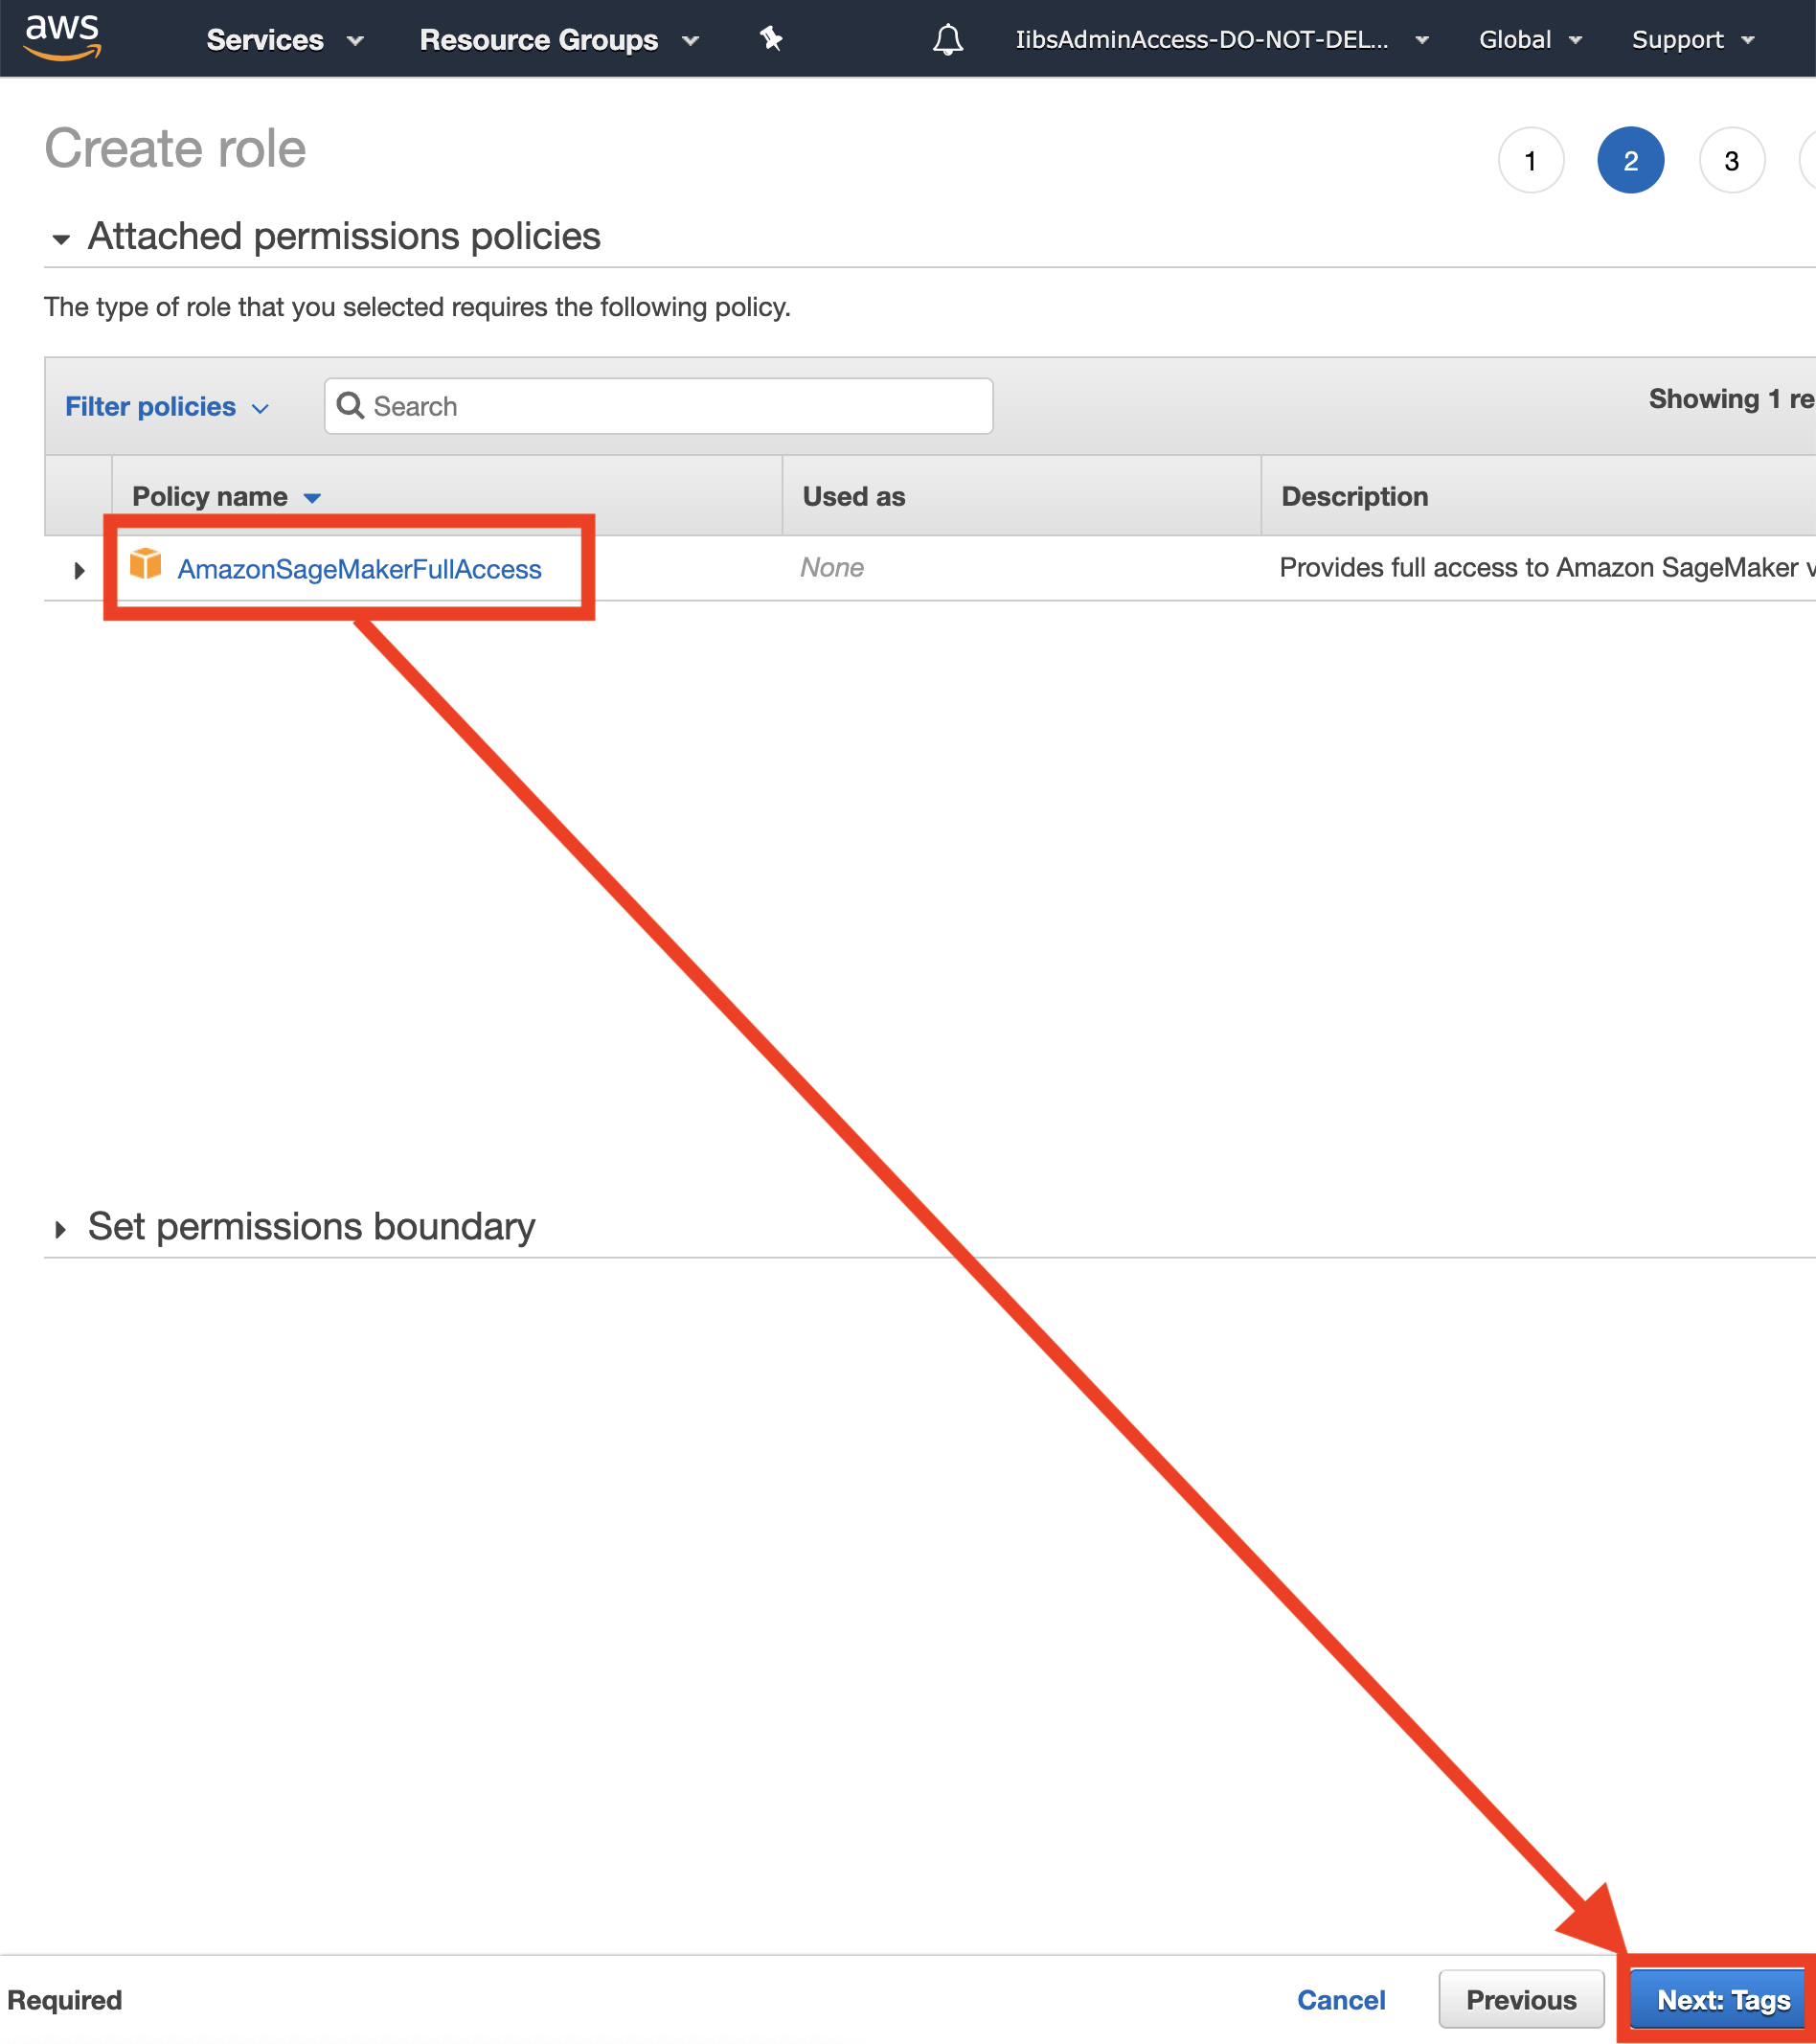 aws Services Resource Groups IibsAdminAccess-DO-NOT-DEL... Global Support
Create role
1 2 3
Attached permissions policies
The type of role that you selected requires the following policy.
Filter policies Search Showing 1 re
Policy name Used as Description
AmazonSageMakerFullAccess None Provides full access to Amazon SageMaker v
Set permissions boundary
Required Cancel Previous Next: Tags